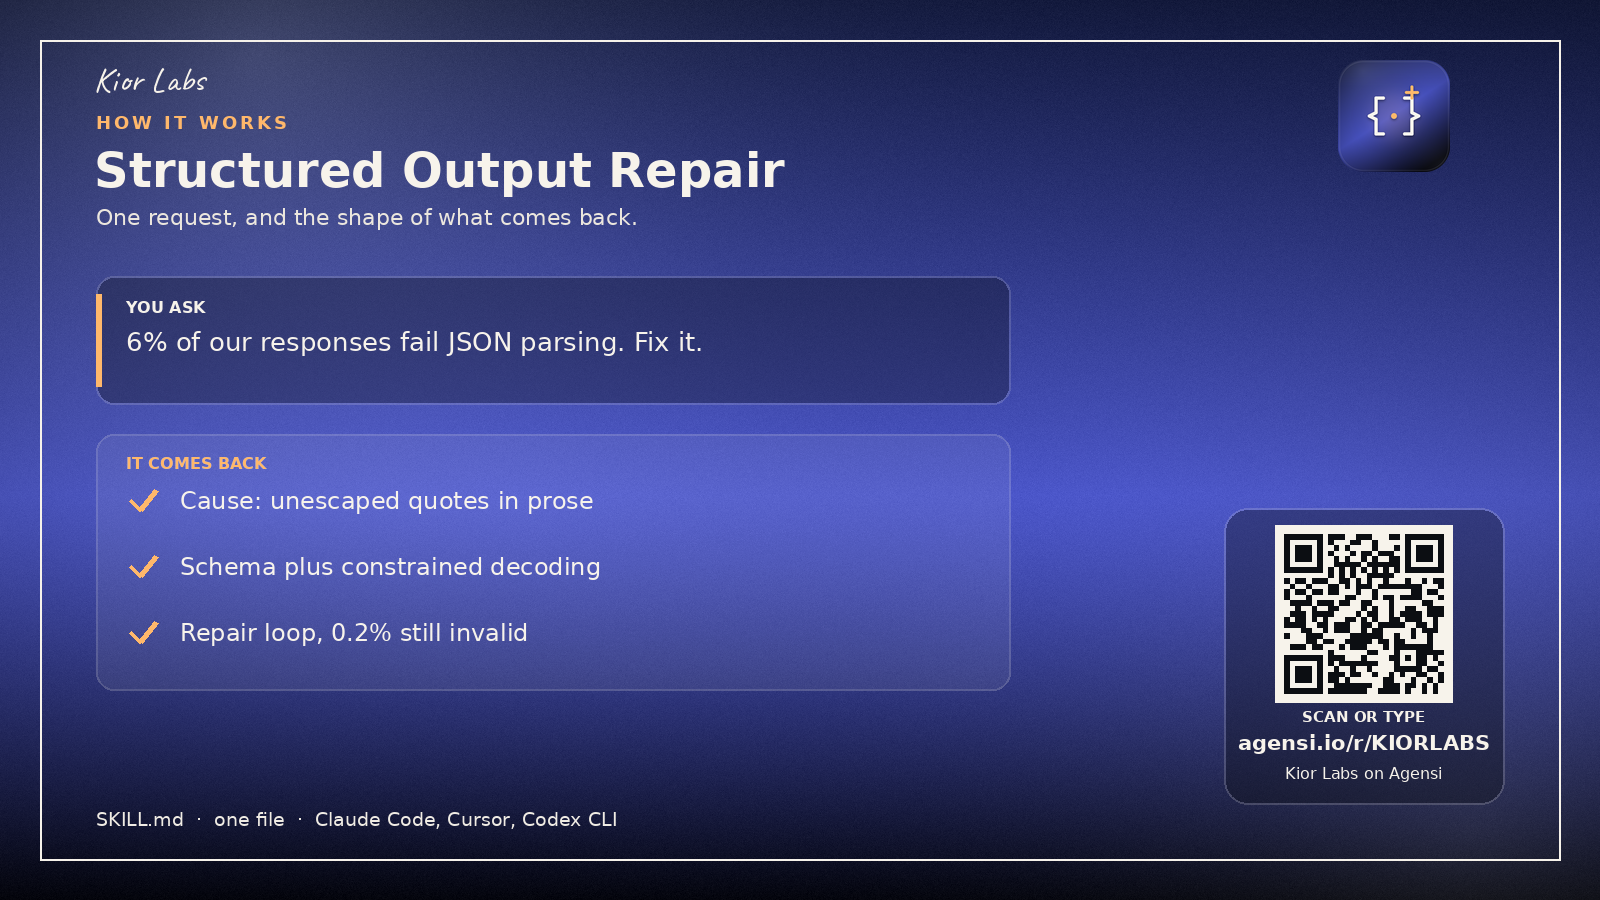 Kior Labs
HOW IT WORKS
Structured Output Repair
One request, and the shape of what comes back.
YOU ASK
6% of our responses fail JSON parsing. Fix it.
IT COMES BACK
Cause: unescaped quotes in prose
Schema plus constrained decoding
Repair loop, 0.2% still invalid
SCAN OR TYPE
agensi.io/r/KIORLABS
Kior Labs on Agensi
SKILL.md · one file · Claude Code, Cursor, Codex CLI